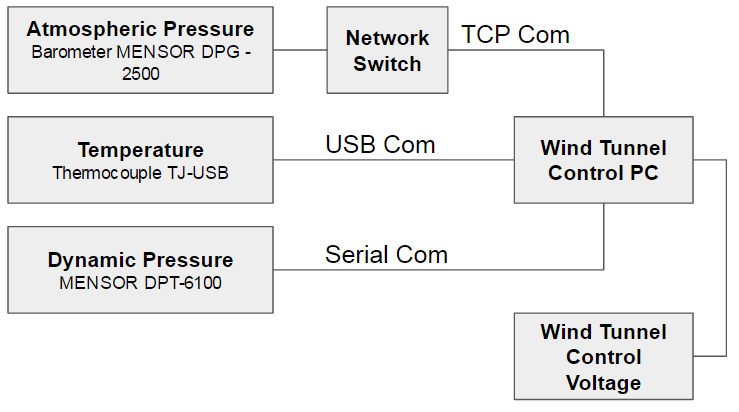 Atmospheric Pressure
Barometer MENSOR DPG -
2500
Network
Switch
TCP Com
Temperature
Thermocouple TJ-USB
USB Com
Wind Tunnel
Control PC
Dynamic Pressure
MENSOR DPT-6100
Serial Com
Wind Tunnel
Control
Voltage